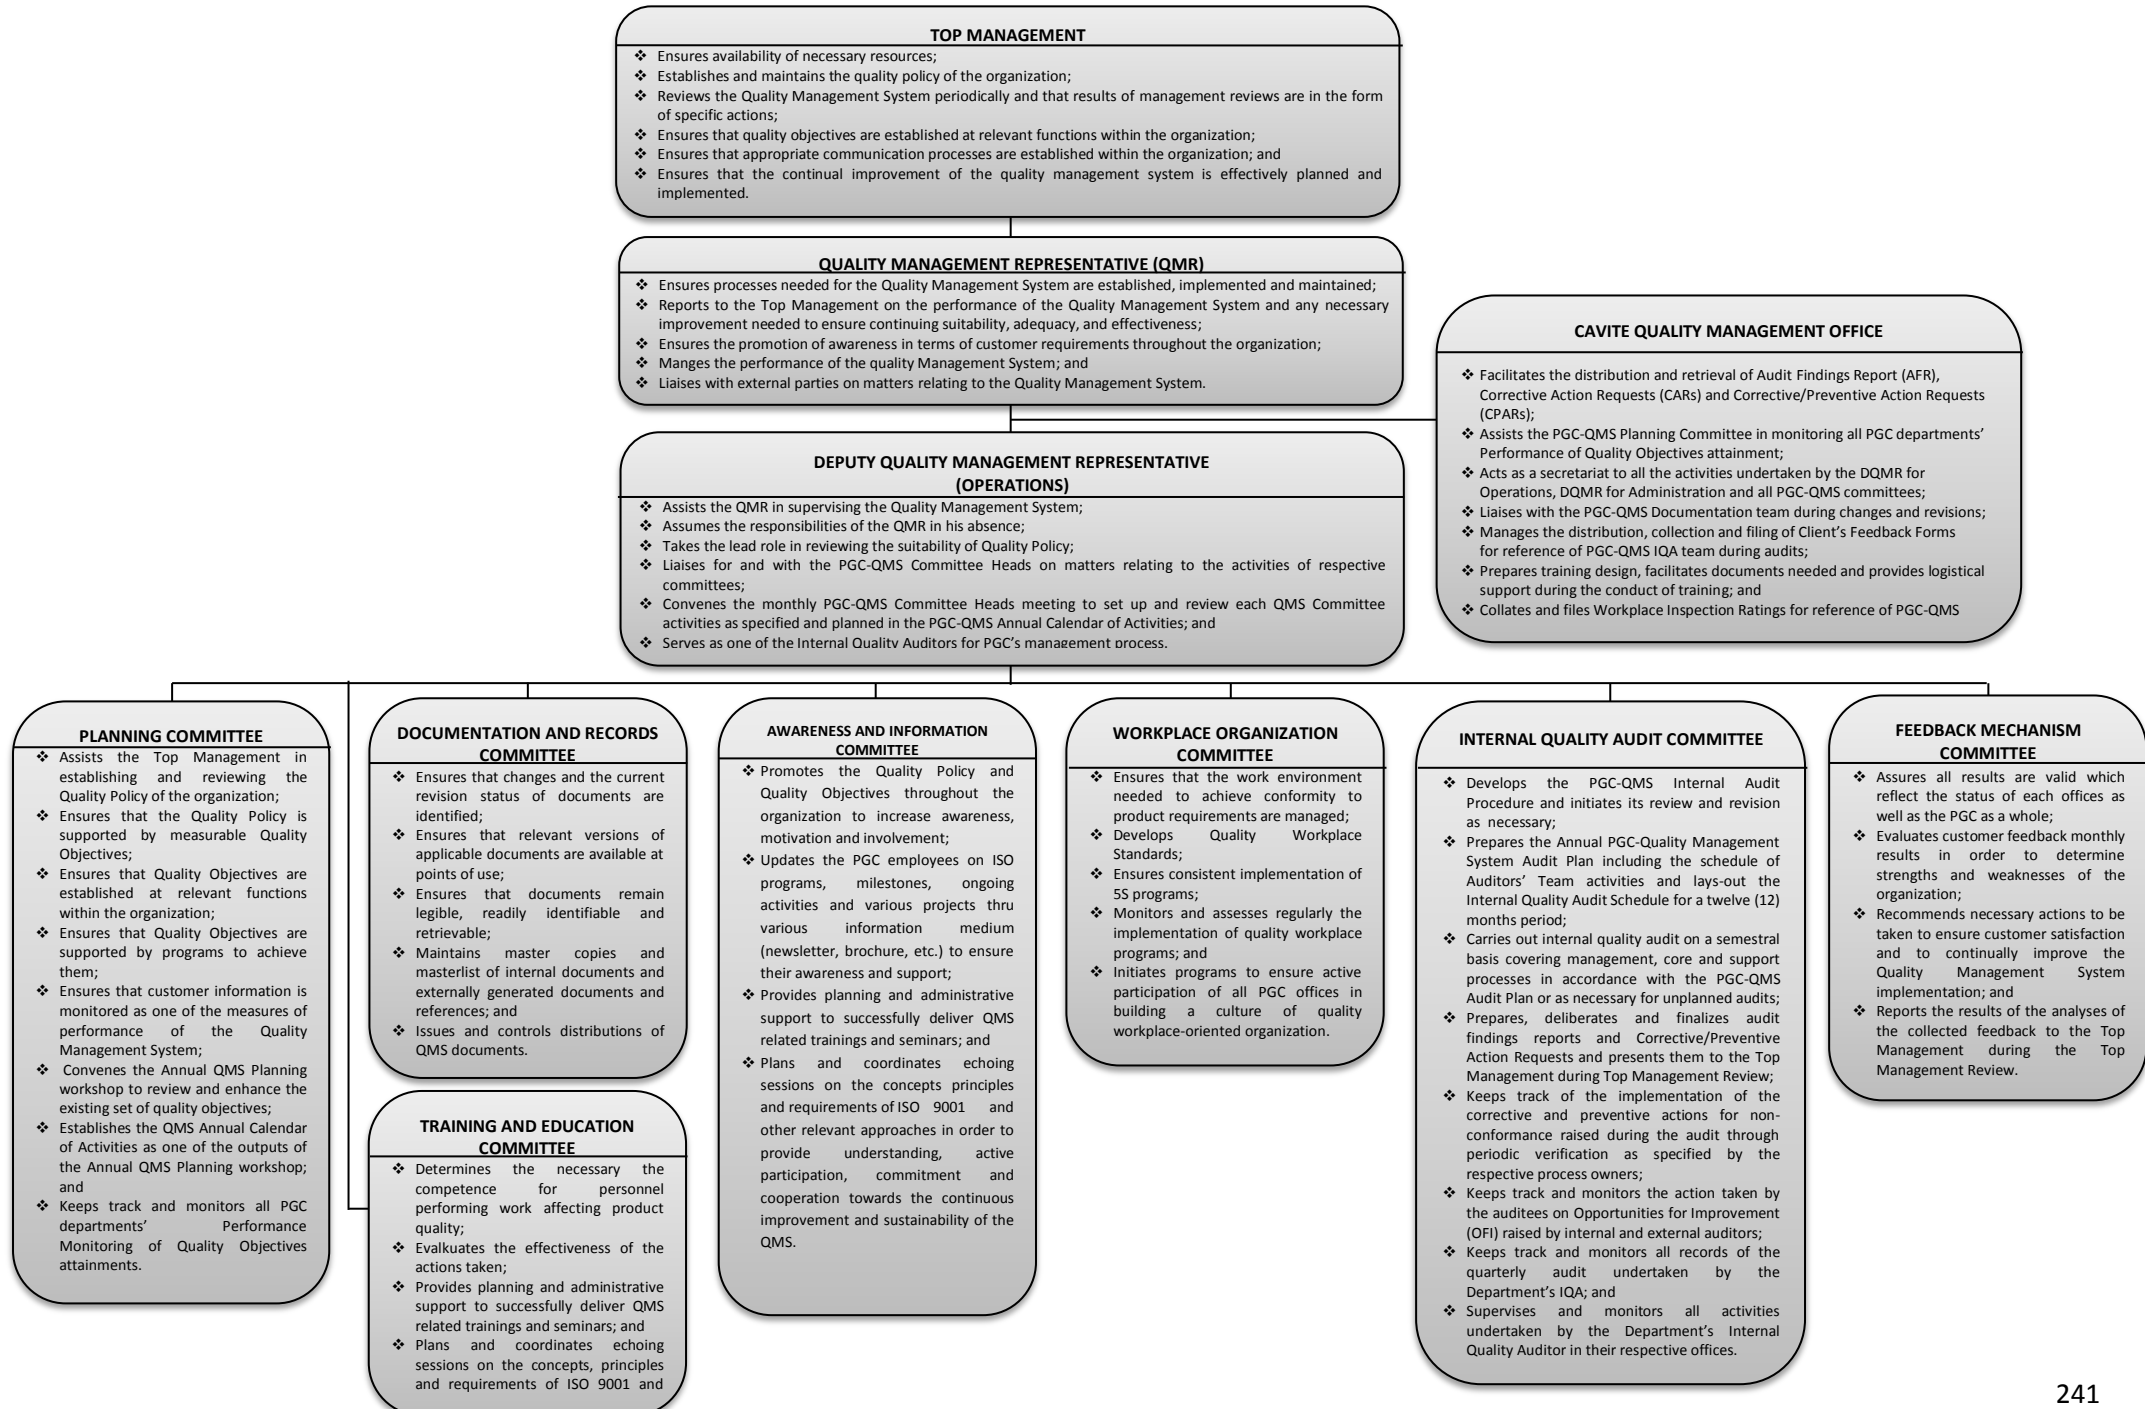 TOP MANAGEMENT
❖ Ensures availability of necessary resources;
❖ Establishes and maintains the quality policy of the organization;
❖ Reviews the Quality Management System periodically and that results of management reviews are in the form
of specific actions;
❖ Ensures that quality objectives are established at relevant functions within the organization;
❖ Ensures that appropriate communication processes are established within the organization; and
❖ Ensures that the continual improvement of the quality management system is effectively planned and
implemented.
QUALITY MANAGEMENT REPRESENTATIVE (QMR)
❖ Ensures processes needed for the Quality Management System are established, implemented and maintained;
❖ Reports to the Top Management on the performance of the Quality Management System and any necessary
improvement needed to ensure continuing suitability, adequacy, and effectiveness;
❖ Ensures the promotion of awareness in terms of customer requirements throughout the organization;
❖ Manges the performance of the quality Management System; and
❖ Liaises with external parties on matters relating to the Quality Management System.
CAVITE QUALITY MANAGEMENT OFFICE
❖ Facilitates the distribution and retrieval of Audit Findings Report (AFR),
Corrective Action Requests (CARs) and Corrective/Preventive Action Requests
(CPARs);
❖ Assists the PGC-QMS Planning Committee in monitoring all PGC departments’
Performance of Quality Objectives attainment;
❖ Acts as a secretariat to all the activities undertaken by the DQMR for
Operations, DQMR for Administration and all PGC-QMS committees;
❖ Liaises with the PGC-QMS Documentation team during changes and revisions;
❖ Manages the distribution, collection and filing of Client’s Feedback Forms
for reference of PGC-QMS IQA team during audits;
❖ Prepares training design, facilitates documents needed and provides logistical
support during the conduct of training; and
❖ Collates and files Workplace Inspection Ratings for reference of PGC-QMS
DEPUTY QUALITY MANAGEMENT REPRESENTATIVE
(OPERATIONS)
❖ Assists the QMR in supervising the Quality Management System;
❖ Assumes the responsibilities of the QMR in his absence;
❖ Takes the lead role in reviewing the suitability of Quality Policy;
❖ Liaises for and with the PGC-QMS Committee Heads on matters relating to the activities of respective
committees;
❖ Convenes the monthly PGC-QMS Committee Heads meeting to set up and review each QMS Committee
activities as specified and planned in the PGC-QMS Annual Calendar of Activities; and
❖ Serves as one of the Internal Quality Auditors for PGC’s management process.
PLANNING COMMITTEE
❖ Assists the Top Management in
establishing and reviewing the
Quality Policy of the organization;
❖ Ensures that the Quality Policy is
supported by measurable Quality
Objectives;
❖ Ensures that Quality Objectives are
established at relevant functions
within the organization;
❖ Ensures that Quality Objectives are
supported by programs to achieve
them;
❖ Ensures that customer information is
monitored as one of the measures of
performance of the Quality
Management System;
❖ Convenes the Annual QMS Planning
workshop to review and enhance the
existing set of quality objectives;
❖ Establishes the QMS Annual Calendar
of Activities as one of the outputs of
the Annual QMS Planning workshop;
and
❖ Keeps track and monitors all PGC
departments’ Performance
Monitoring of Quality Objectives
attainments.
DOCUMENTATION AND RECORDS
COMMITTEE
❖ Ensures that changes and the current
revision status of documents are
identified;
❖ Ensures that relevant versions of
applicable documents are available at
points of use;
❖ Ensures that documents remain
legible, readily identifiable and
retrievable;
❖ Maintains master copies and
masterlist of internal documents and
externally generated documents and
references; and
❖ Issues and controls distributions of
QMS documents.
TRAINING AND EDUCATION
COMMITTEE
❖ Determines the necessary the
competence for personnel
performing work affecting product
quality;
❖ Evalkuates the effectiveness of the
actions taken;
❖ Provides planning and administrative
support to successfully deliver QMS
related trainings and seminars; and
❖ Plans and coordinates echoing
sessions on the concepts, principles
and requirements of ISO 9001 and
AWARENESS AND INFORMATION
COMMITTEE
❖ Promotes the Quality Policy and
Quality Objectives throughout the
organization to increase awareness,
motivation and involvement;
❖ Updates the PGC employees on ISO
programs, milestones, ongoing
activities and various projects thru
various information medium
(newsletter, brochure, etc.) to ensure
their awareness and support;
❖ Provides planning and administrative
support to successfully deliver QMS
related trainings and seminars; and
❖ Plans and coordinates echoing
sessions on the concepts principles
and requirements of ISO 9001 and
other relevant approaches in order to
provide understanding, active
participation, commitment and
cooperation towards the continuous
improvement and sustainability of the
QMS.
WORKPLACE ORGANIZATION
COMMITTEE
❖ Ensures that the work environment
needed to achieve conformity to
product requirements are managed;
❖ Develops Quality Workplace
Standards;
❖ Ensures consistent implementation of
5S programs;
❖ Monitors and assesses regularly the
implementation of quality workplace
programs; and
❖ Initiates programs to ensure active
participation of all PGC offices in
building a culture of quality
workplace-oriented organization.
INTERNAL QUALITY AUDIT COMMITTEE
❖ Develops the PGC-QMS Internal Audit
Procedure and initiates its review and revision
as necessary;
❖ Prepares the Annual PGC-Quality Management
System Audit Plan including the schedule of
Auditors’ Team activities and lays-out the
Internal Quality Audit Schedule for a twelve (12)
months period;
❖ Carries out internal quality audit on a semestral
basis covering management, core and support
processes in accordance with the PGC-QMS
Audit Plan or as necessary for unplanned audits;
❖ Prepares, deliberates and finalizes audit
findings reports and Corrective/Preventive
Action Requests and presents them to the Top
Management during Top Management Review;
❖ Keeps track of the implementation of the
corrective and preventive actions for non-
conformance raised during the audit through
periodic verification as specified by the
respective process owners;
❖ Keeps track and monitors the action taken by
the auditees on Opportunities for Improvement
(OFI) raised by internal and external auditors;
❖ Keeps track and monitors all records of the
quarterly audit undertaken by the
Department’s IQA; and
❖ Supervises and monitors all activities
undertaken by the Department’s Internal
Quality Auditor in their respective offices.
FEEDBACK MECHANISM
COMMITTEE
❖ Assures all results are valid which
reflect the status of each offices as
well as the PGC as a whole;
❖ Evaluates customer feedback monthly
results in order to determine
strengths and weaknesses of the
organization;
❖ Recommends necessary actions to be
taken to ensure customer satisfaction
and to continually improve the
Quality Management System
implementation; and
❖ Reports the results of the analyses of
the collected feedback to the Top
Management during the Top
Management Review.
241